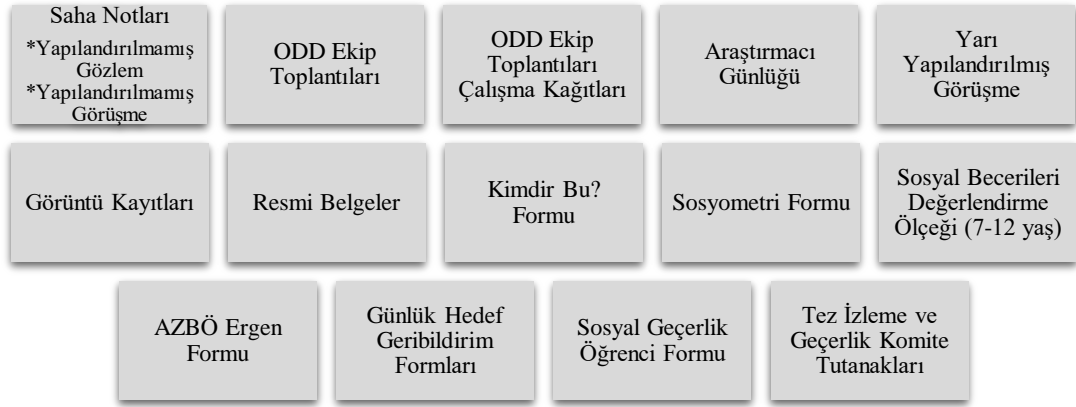 Saha Notları
*Yapılandırılmamış
Gözlem
*Yapılandırılmamış
Görüşme
ODD Ekip
Toplantıları
ODD Ekip
Toplantıları
Çalışma Kağıtları
Araştırmacı
Günlüğü
Yarı
Yapılandırılmış
Görüşme
Görüntü Kayıtları
Resmi Belgeler
Kimdir Bu?
Formu
Sosyometri Formu
Sosyal Becerileri
Değerlendirme
Ölçeği (7-12 yaş)
AZBÖ Ergen
Formu
Günlük Hedef
Geribildirim
Formları
Sosyal Geçerlik
Öğrenci Formu
Tez İzleme ve
Geçerlik Komite
Tutanakları